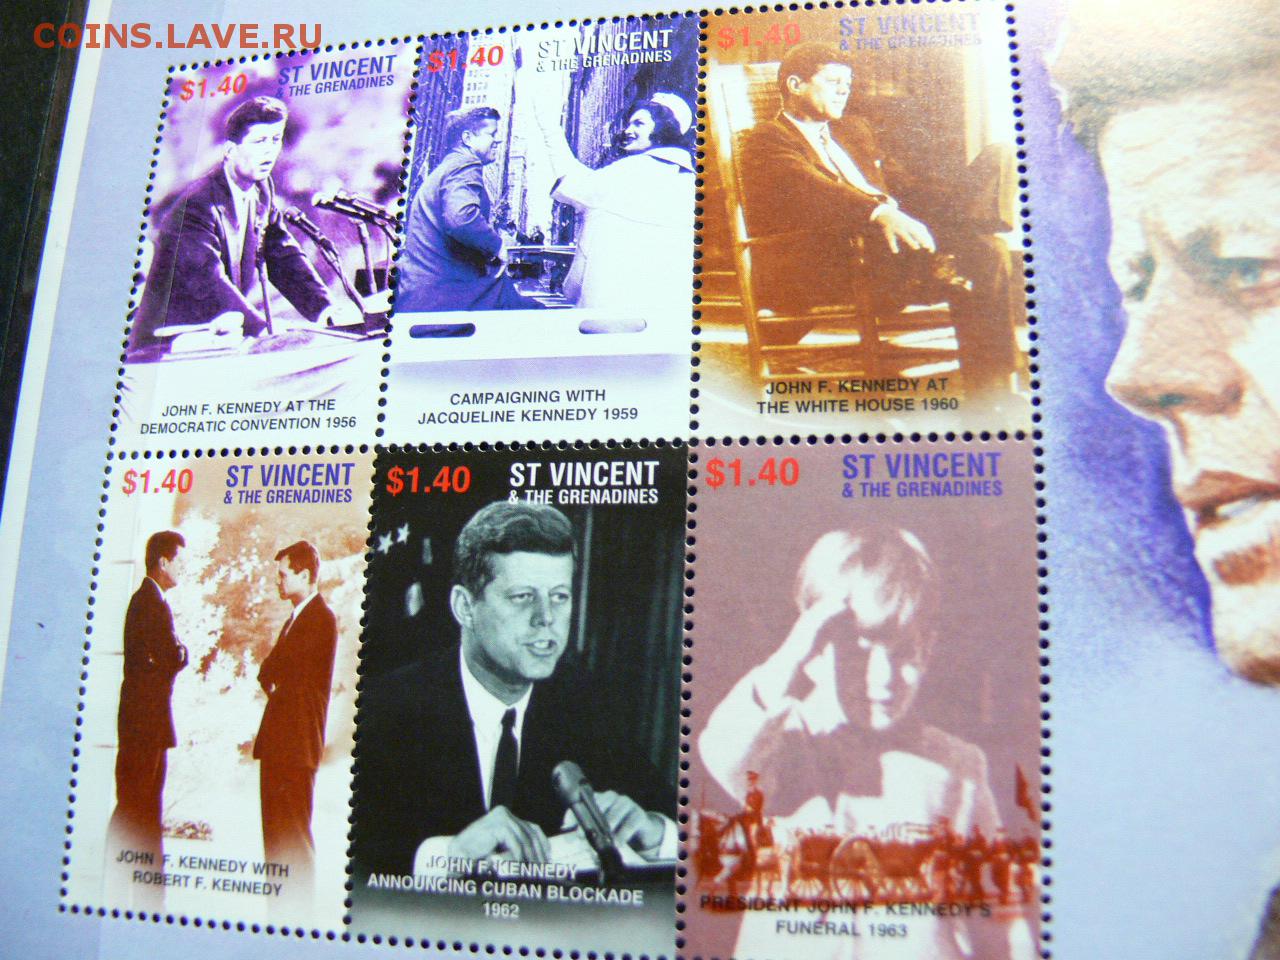 COINS.LAVE.RU
$1.40 ST VINCENT
& THE GRENADINES
JOHN F. KENNEDY AT THE
DEMOCRATIC CONVENTION 1956
$1.40 ST VINCENT
& THE GRENADINES
CAMPAIGNING WITH
JACQUELINE KENNEDY 1959
$1.40 ST VINCENT
& THE GRENADINES
JOHN F. KENNEDY AT
THE WHITE HOUSE 1960
$1.40 ST VINCENT
& THE GRENADINES
JOHN F. KENNEDY WITH
ROBERT F. KENNEDY
$1.40 ST VINCENT
& THE GRENADINES
JOHN F. KENNEDY
ANNOUNCING CUBAN BLOCKADE
1962
$1.40 ST VINCENT
& THE GRENADINES
PRESIDENT JOHN F. KENNEDY'S
FUNERAL 1963